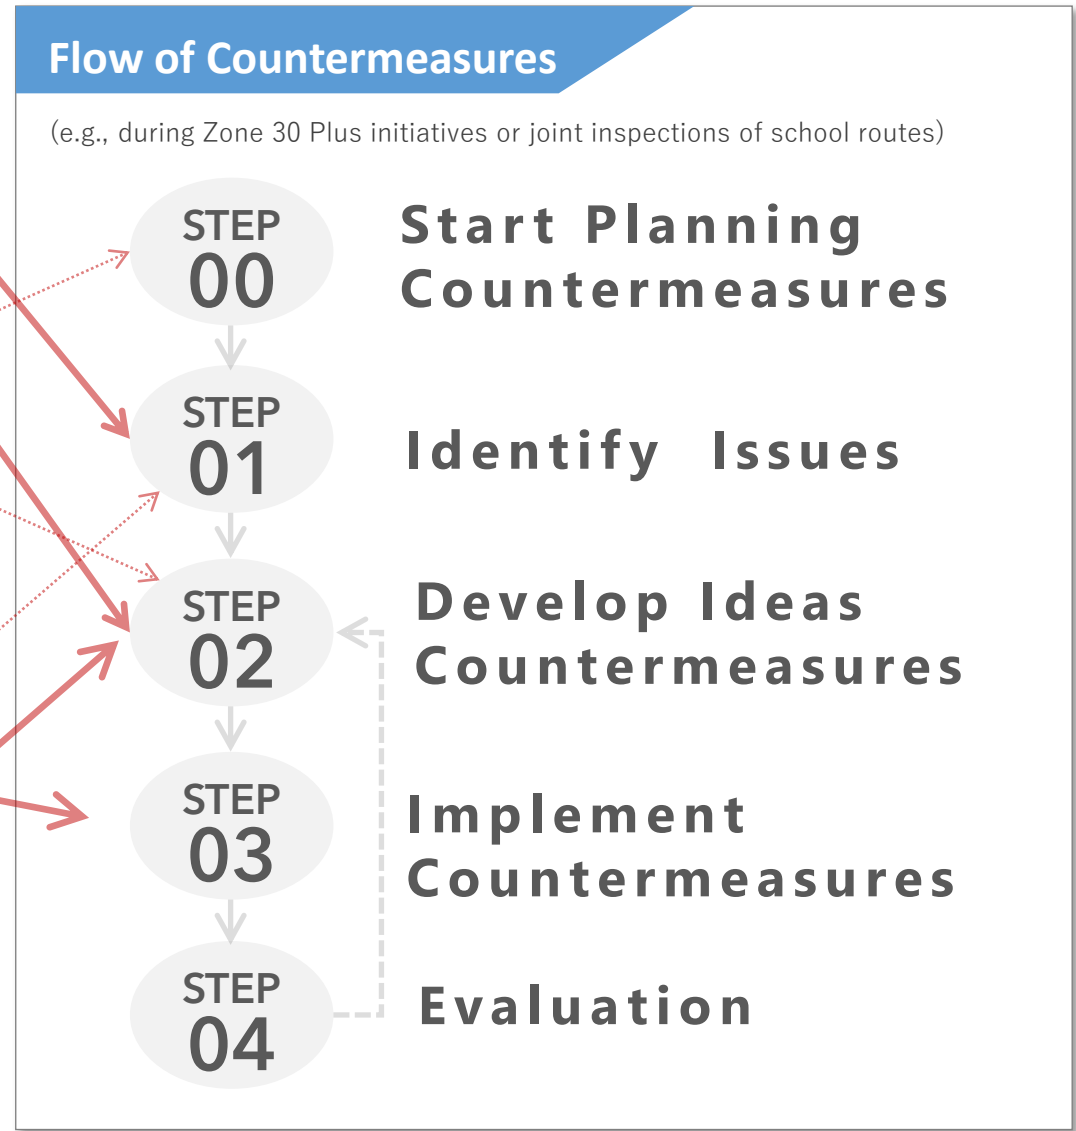 Flow of Countermeasures
(e.g., during Zone 30 Plus initiatives or joint inspections of school routes)
STEP
00
Start Planning
Countermeasures
STEP
01
Identify Issues
STEP
02
Develop Ideas
Countermeasures
STEP
03
Implement
Countermeasures
STEP
04
Evaluation